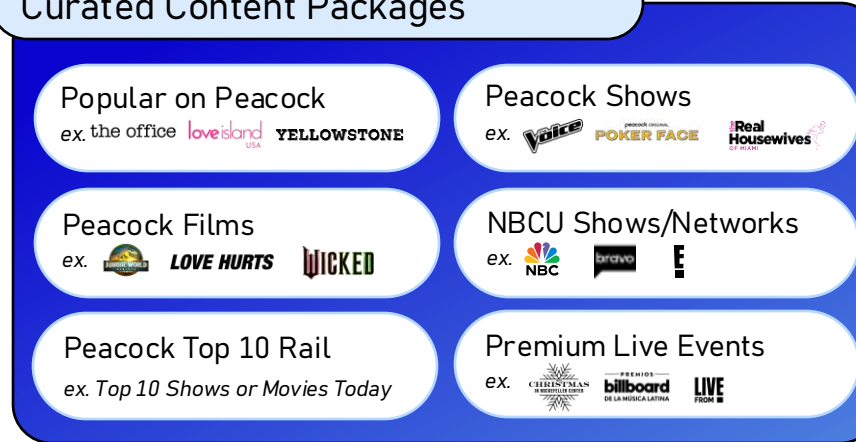 Curated Content Packages
Popular on Peacock
ex. the office love island USA YELLOWSTONE
Peacock Shows
ex. the Voice peacock ORIGINAL POKER FACE the Real Housewives OF MIAMI
Peacock Films
ex. JURASSIC WORLD LOVE HURTS WICKED
NBCU Shows/Networks
ex. NBC bravo E!
Peacock Top 10 Rail
ex. Top 10 Shows or Movies Today
Premium Live Events
ex. CHRISTMAS IN ROCKEFELLER CENTER PREMIOS billboard DE LA MÚSICA LATINA LIVE FROM E!